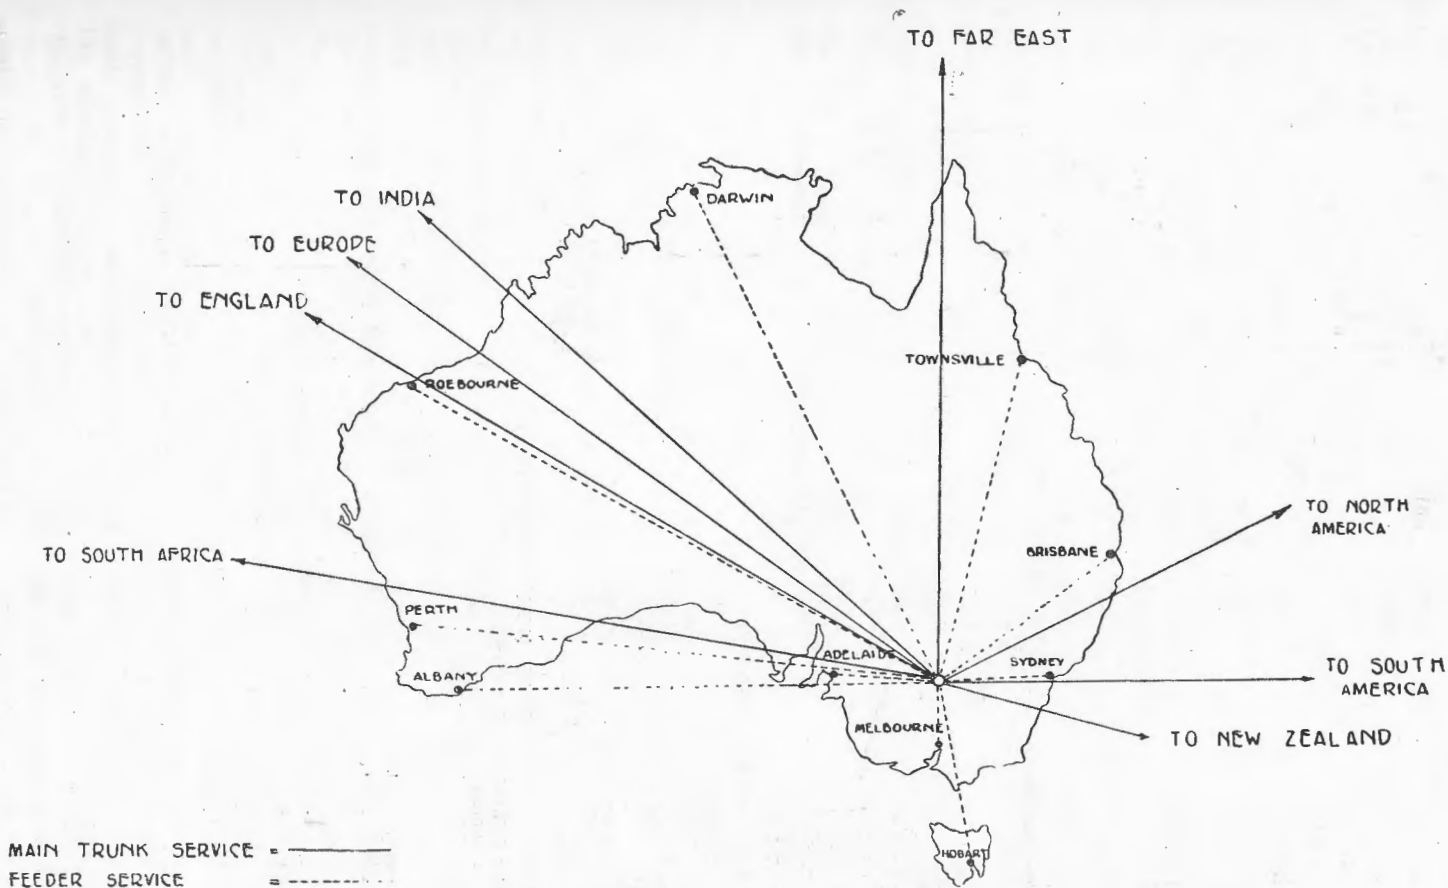 TO FAR EAST
TO INDIA
DARWIN
TO EUROPE
TO ENGLAND
TOWNSVILLE
ROEBOURNE
TO NORTH
AMERICA
BRISBANE
TO SOUTH AFRICA
PERTH
ADELAIDE
SYDNEY
TO SOUTH
AMERICA
ALBANY
MELBOURNE
TO NEW ZEALAND
HOBART
MAIN TRUNK SERVICE =
FEEDER SERVICE =